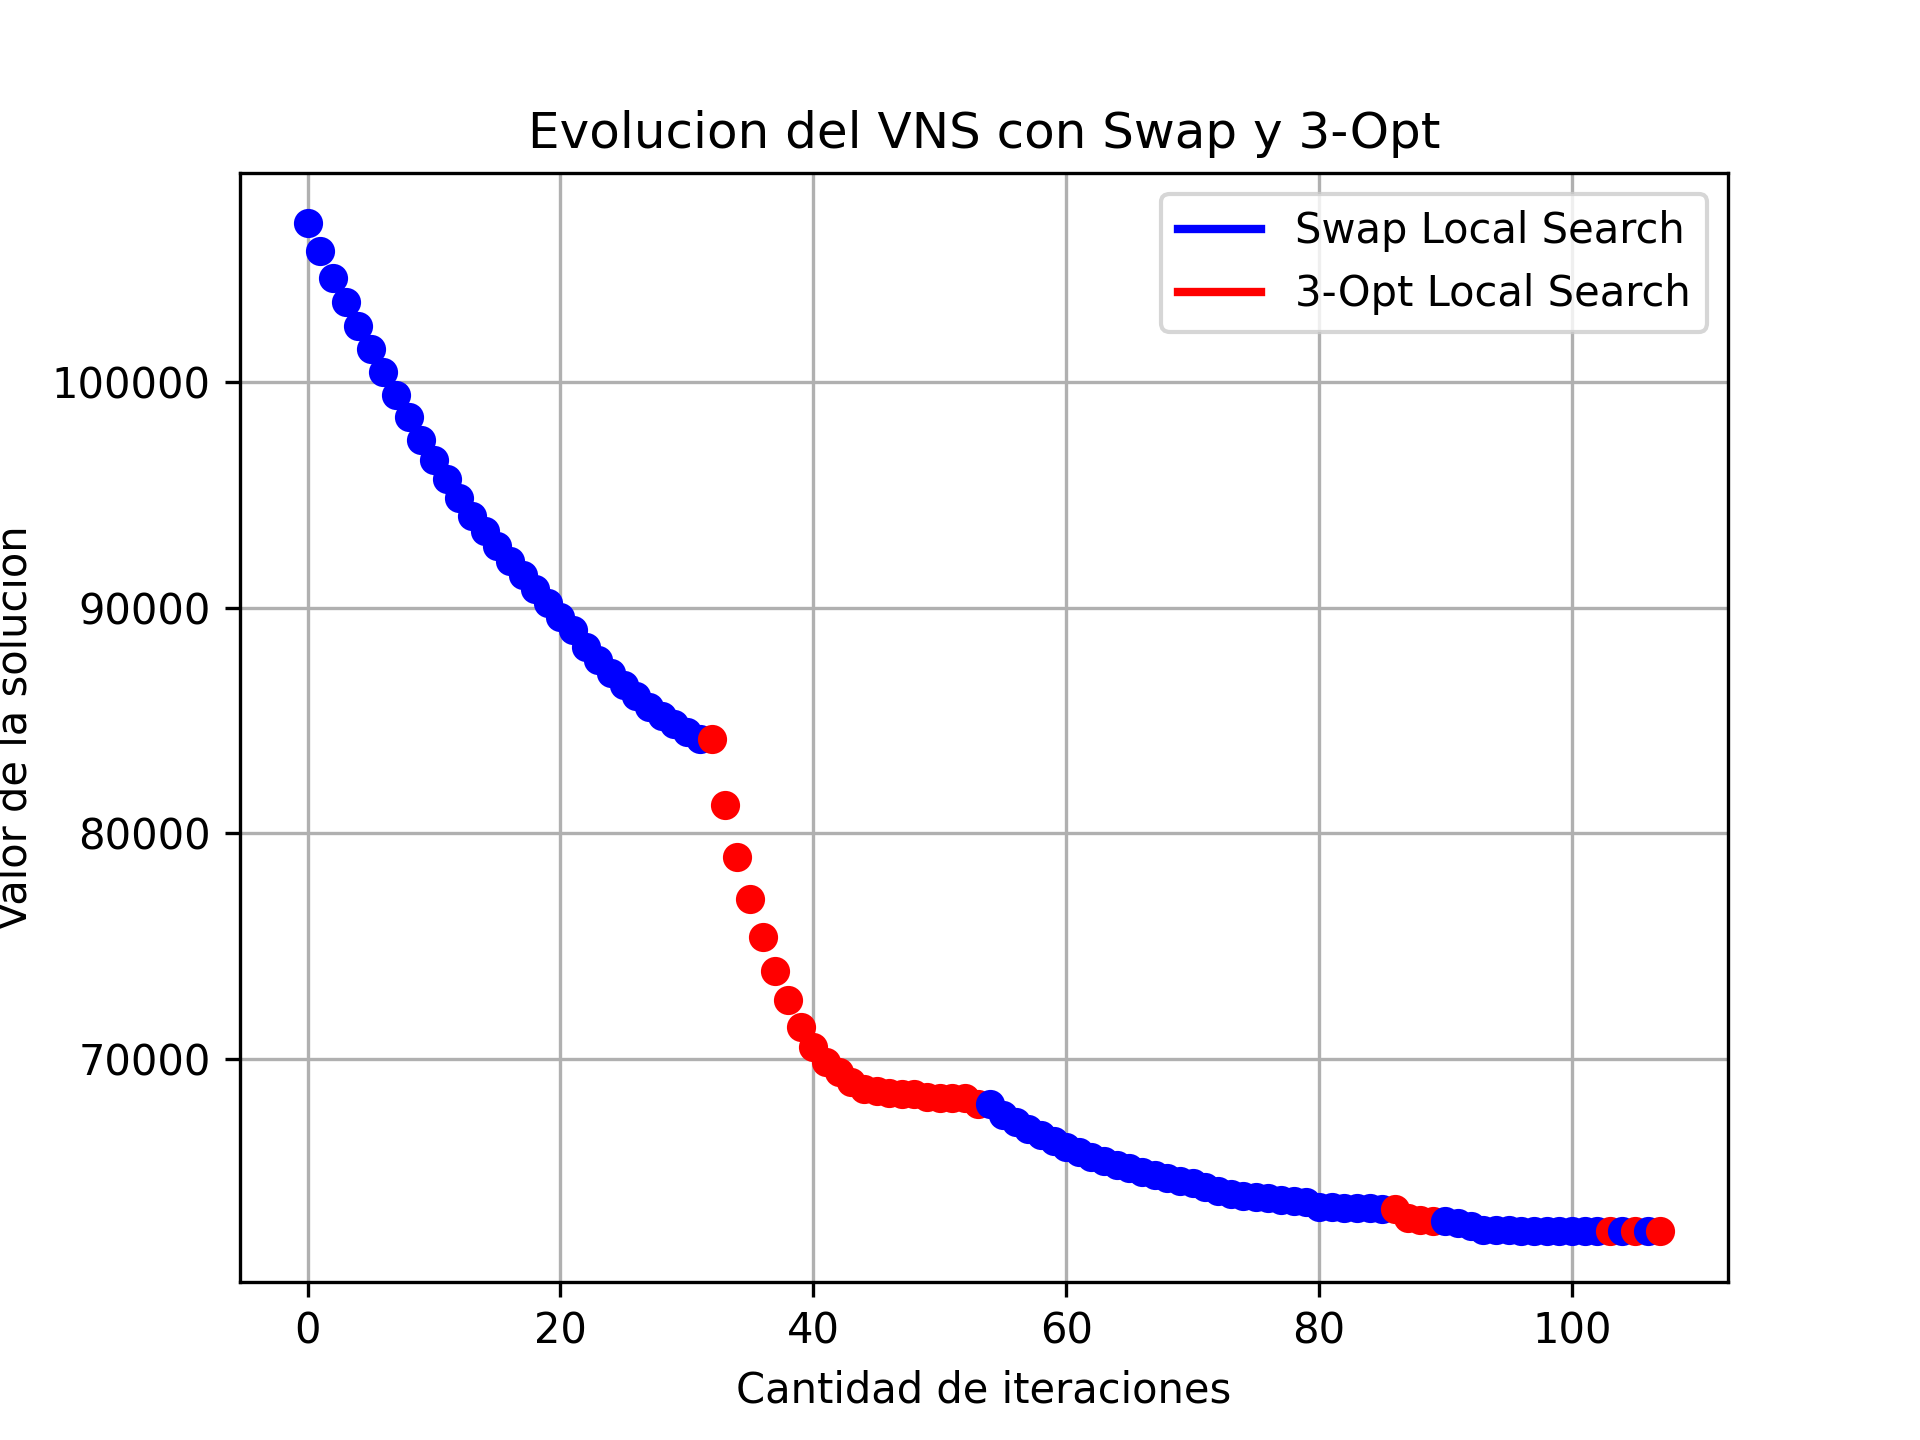 Evolucion del VNS con Swap y 3-Opt
Swap Local Search
3-Opt Local Search
Valor de la solucion
100000
90000
80000
70000
0 20 40 60 80 100
Cantidad de iteraciones